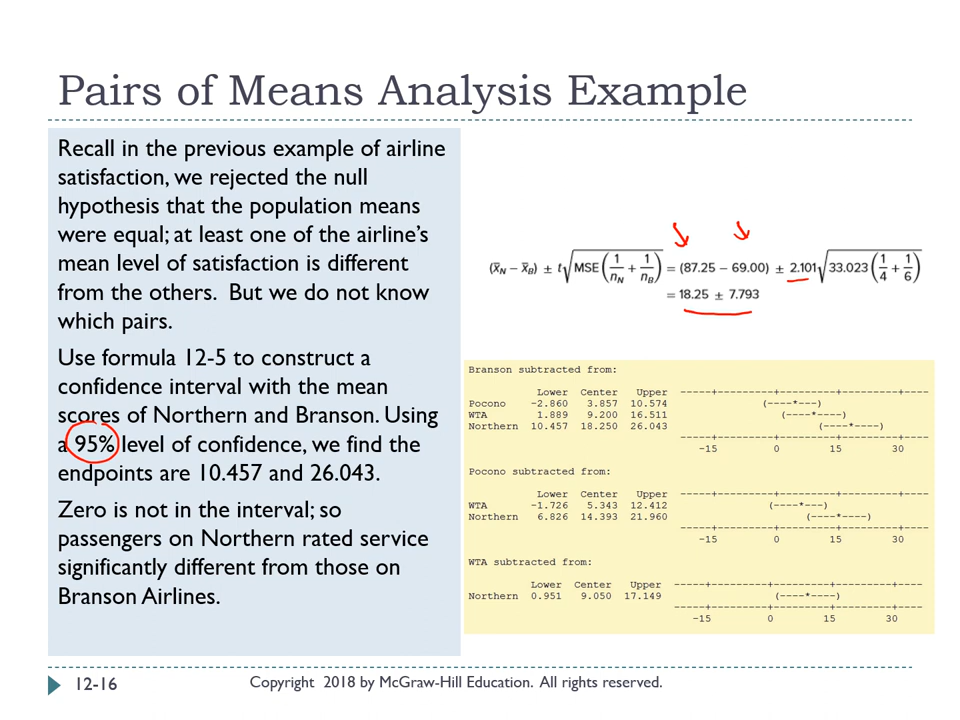 Pairs of Means Analysis Example
Recall in the previous example of airline
satisfaction, we rejected the null
hypothesis that the population means
were equal; at least one of the airline's
mean level of satisfaction is different
from the others.  But we do not know
which pairs.
Use formula 12-5 to construct a
confidence interval with the mean
scores of Northern and Branson. Using
a 95% level of confidence, we find the
endpoints are 10.457 and 26.043.
Zero is not in the interval; so
passengers on Northern rated service
significantly different from those on
Branson Airlines.
(x̄N − x̄B) ± t√MSE(1/nN + 1/nB) = (87.25 − 69.00) ± 2.101√33.023(1/4 + 1/6)
= 18.25 ± 7.793
Branson subtracted from:
Lower Center Upper -----+---------+---------+---------+----
Pocono -2.860 3.857 10.574 (----*---)
WTA 1.889 9.200 16.511 (----*----)
Northern 10.457 18.250 26.043 (----*----)
-----+---------+---------+---------+----
-15 0 15 30
Pocono subtracted from:
Lower Center Upper -----+---------+---------+---------+----
WTA -1.726 5.343 12.412 (----*---)
Northern 6.826 14.393 21.960 (----*----)
-----+---------+---------+---------+----
-15 0 15 30
WTA subtracted from:
Lower Center Upper -----+---------+---------+---------+----
Northern 0.951 9.050 17.149 (----*----)
-----+---------+---------+---------+----
-15 0 15 30
12-16
Copyright 2018 by McGraw-Hill Education. All rights reserved.